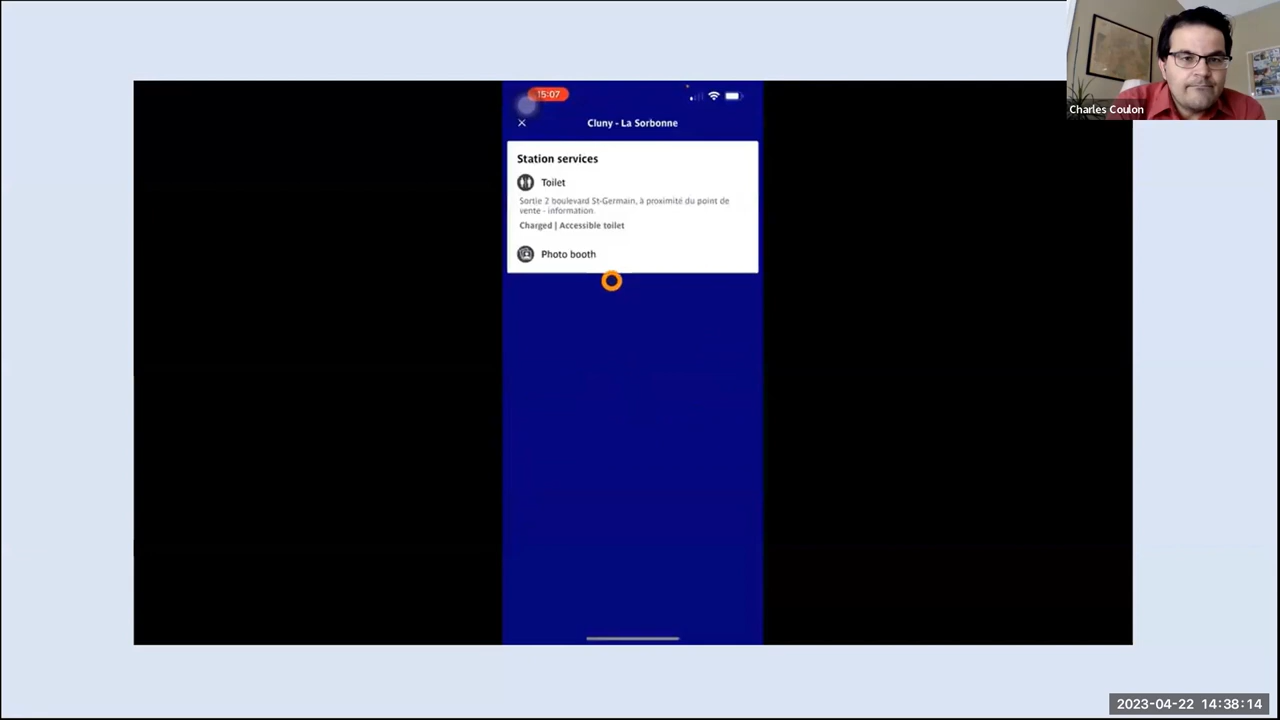 15:07
Cluny - La Sorbonne
Station services
Toilet
Sortie 2 boulevard St-Germain, à proximité du point de
vente - information.
Charged | Accessible toilet
Photo booth
Charles Coulon
2023-04-22 14:38:14